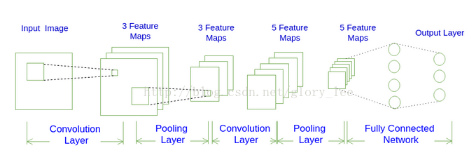 Input Image
3 Feature
Maps
3 Feature
Maps
5 Feature
Maps
5 Feature
Maps
Output Layer
Convolution
Layer
Pooling
Layer
Convolution
Layer
Pooling
Layer
Fully Connected
Network